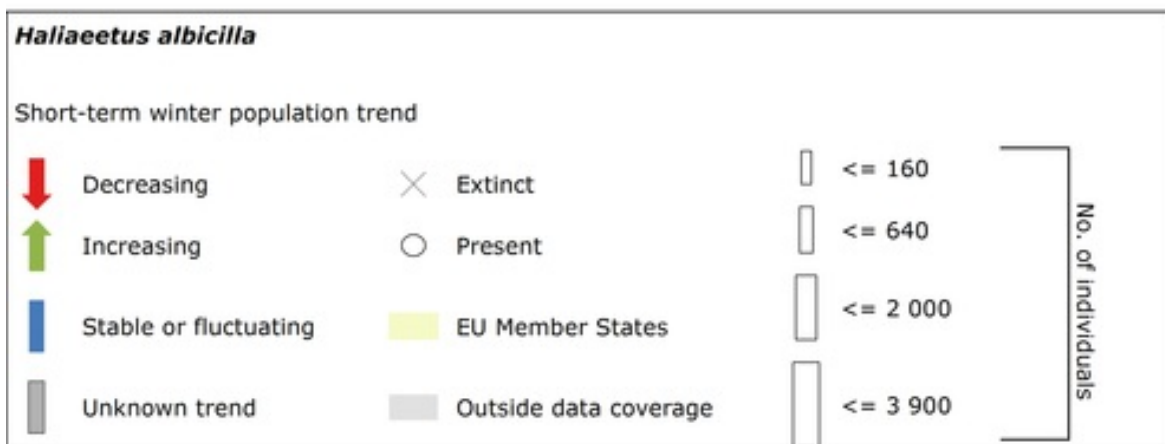 Haliaeetus albicilla
Short-term winter population trend
Decreasing
Extinct
<= 160
Increasing
Present
<= 640
Stable or fluctuating
EU Member States
<= 2 000
Unknown trend
Outside data coverage
<= 3 900
No. of individuals